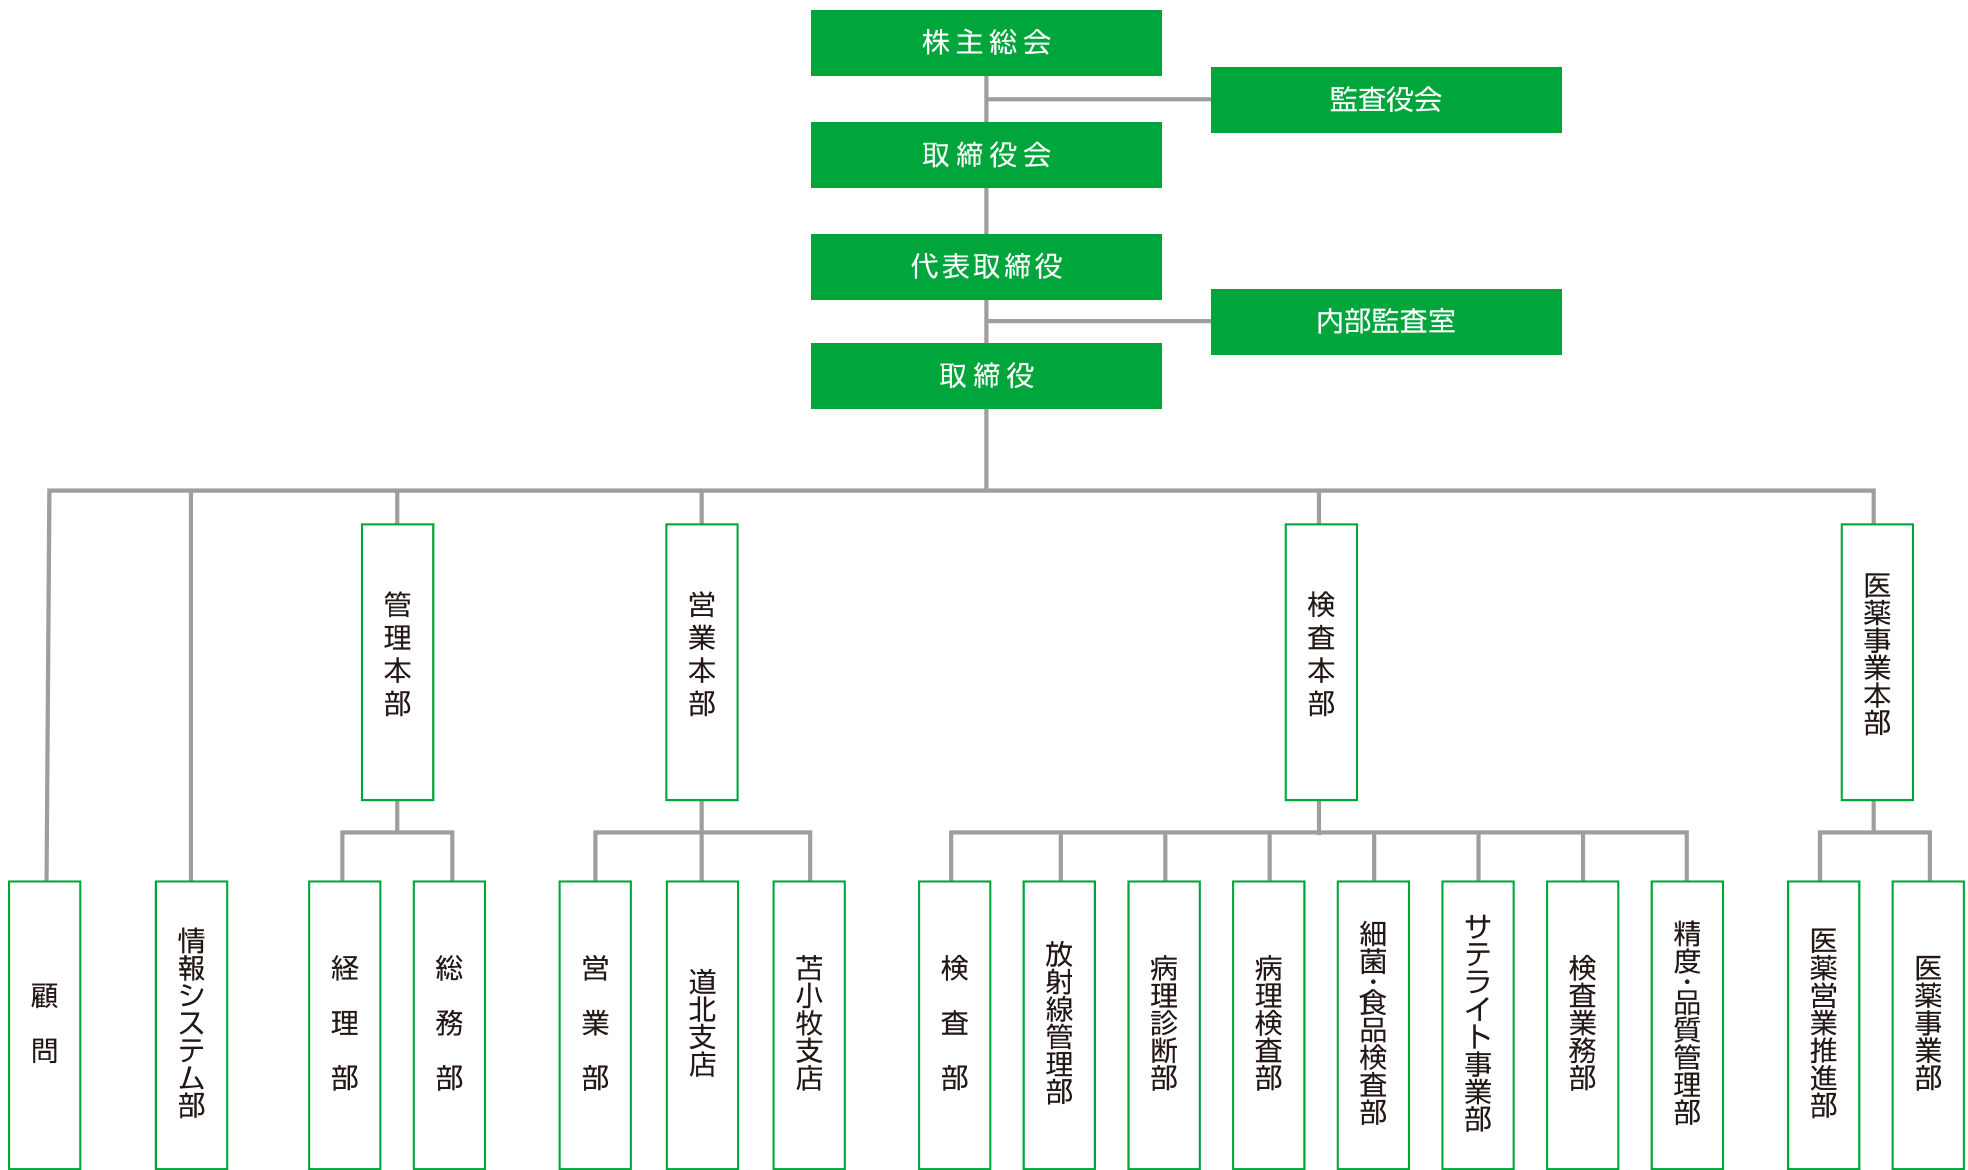 株主総会
監査役会
取締役会
代表取締役
内部監査室
取締役
管理本部
営業本部
検査本部
医薬事業本部
顧問
情報システム部
経理部
総務部
営業部
道北支店
苫小牧支店
検査部
放射線管理部
病理診断部
病理検査部
細菌・食品検査部
サテライト事業部
検査業務部
精度・品質管理部
医薬営業推進部
医薬事業部